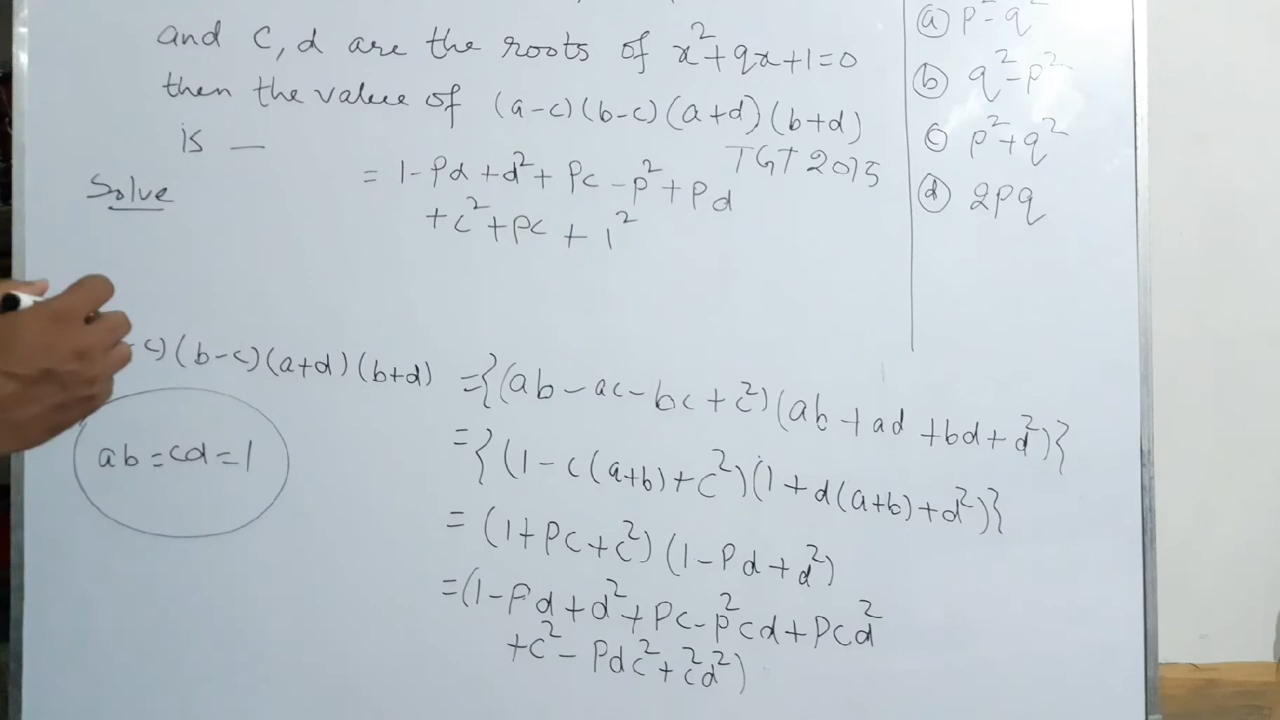 and c, d are the roots of x²+qx+1=0
then the value of (a-c)(b-c)(a+d)(b+d)
is —
TGT 2015
(a) p²-q²
(b) q²-p²
(c) p²+q²
(d) 2pq
Solve
= 1-Pd+d²+Pc-p²+Pd
+c²+pc+1²
c)(b-c)(a+d)(b+d) ={(ab-ac-bc+c²)(ab+ad+bd+d²)}
ab=cd=1
={(1-c(a+b)+c²)(1+d(a+b)+d²)}
=(1+Pc+c²)(1-Pd+d²)
=(1-Pd+d²+Pc-p²cd+Pcd²
+c²-Pdc²+c²d²)